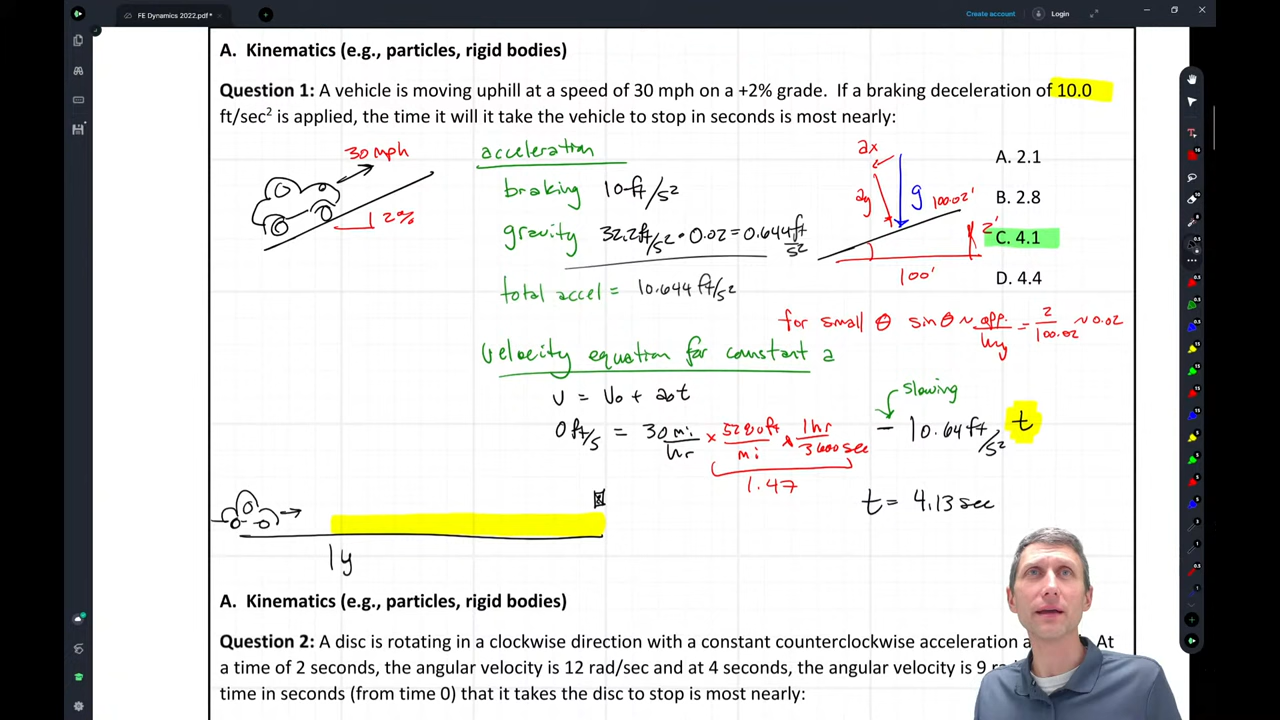 FE Dynamics 2022.pdf*
Create account
Login
A. Kinematics (e.g., particles, rigid bodies)
Question 1: A vehicle is moving uphill at a speed of 30 mph on a +2% grade. If a braking deceleration of 10.0
ft/sec² is applied, the time it will it take the vehicle to stop in seconds is most nearly:
30 mph
2%
acceleration
braking 10 ft/s²
gravity 32.2 ft/s² • 0.02 = 0.644 ft/s²
total accel = 10.644 ft/s²
ax
ay
g
100.02'
2'
100'
A. 2.1
B. 2.8
C. 4.1
D. 4.4
for small θ sin θ ~ opp./hyp = 2/100.02 ~ 0.02
velocity equation for constant a
v = v₀ + a₀t
slowing
0 ft/s = 30 mi/hr × 5280 ft/mi × 1 hr/3600 sec − 10.64 ft/s² t
1.47
t = 4.13 sec
A. Kinematics (e.g., particles, rigid bodies)
Question 2: A disc is rotating in a clockwise direction with a constant counterclockwise acceleration At
a time of 2 seconds, the angular velocity is 12 rad/sec and at 4 seconds, the angular velocity is 9
time in seconds (from time 0) that it takes the disc to stop is most nearly: